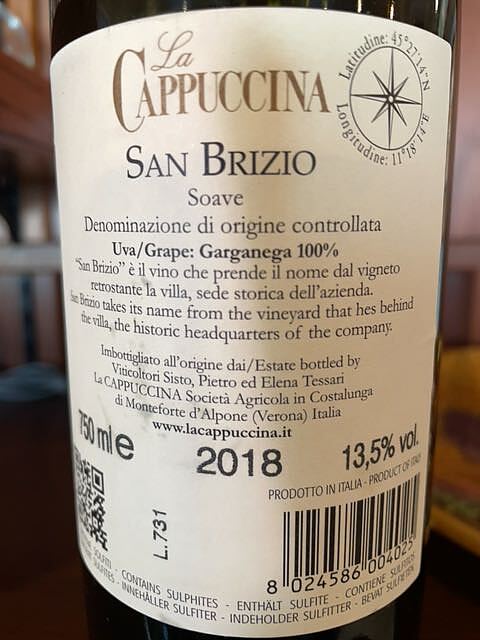 La
CAPPUCCINA
Latitudine: 45°27'14"N
Longitudine: 11°18'14"E
SAN BRIZIO
Soave
Denominazione di origine controllata
Uva/Grape: Garganega 100%
"San Brizio" è il vino che prende il nome dal vigneto
retrostante la villa, sede storica dell'azienda.
San Brizio takes its name from the vineyard that hes behind
the villa, the historic headquarters of the company.
Imbottigliato all'origine dai/Estate bottled by
Viticoltori Sisto, Pietro ed Elena Tessari
La CAPPUCCINA Società Agricola in Costalunga
di Monteforte d'Alpone (Verona) Italia
www.lacappuccina.it
750 ml e
2018
13,5% vol.
PRODOTTO IN ITALIA - PRODUCT OF ITALY
L.731
8 024586 004025
SOLFITI - CONTAINS SULPHITES - ENTHÄLT SULFITE - CONTIENE SULFITES
SULFITES - INNEHÅLLER SULFITER - INDEHOLDER SULFITTER - BEVAT SULFIETEN